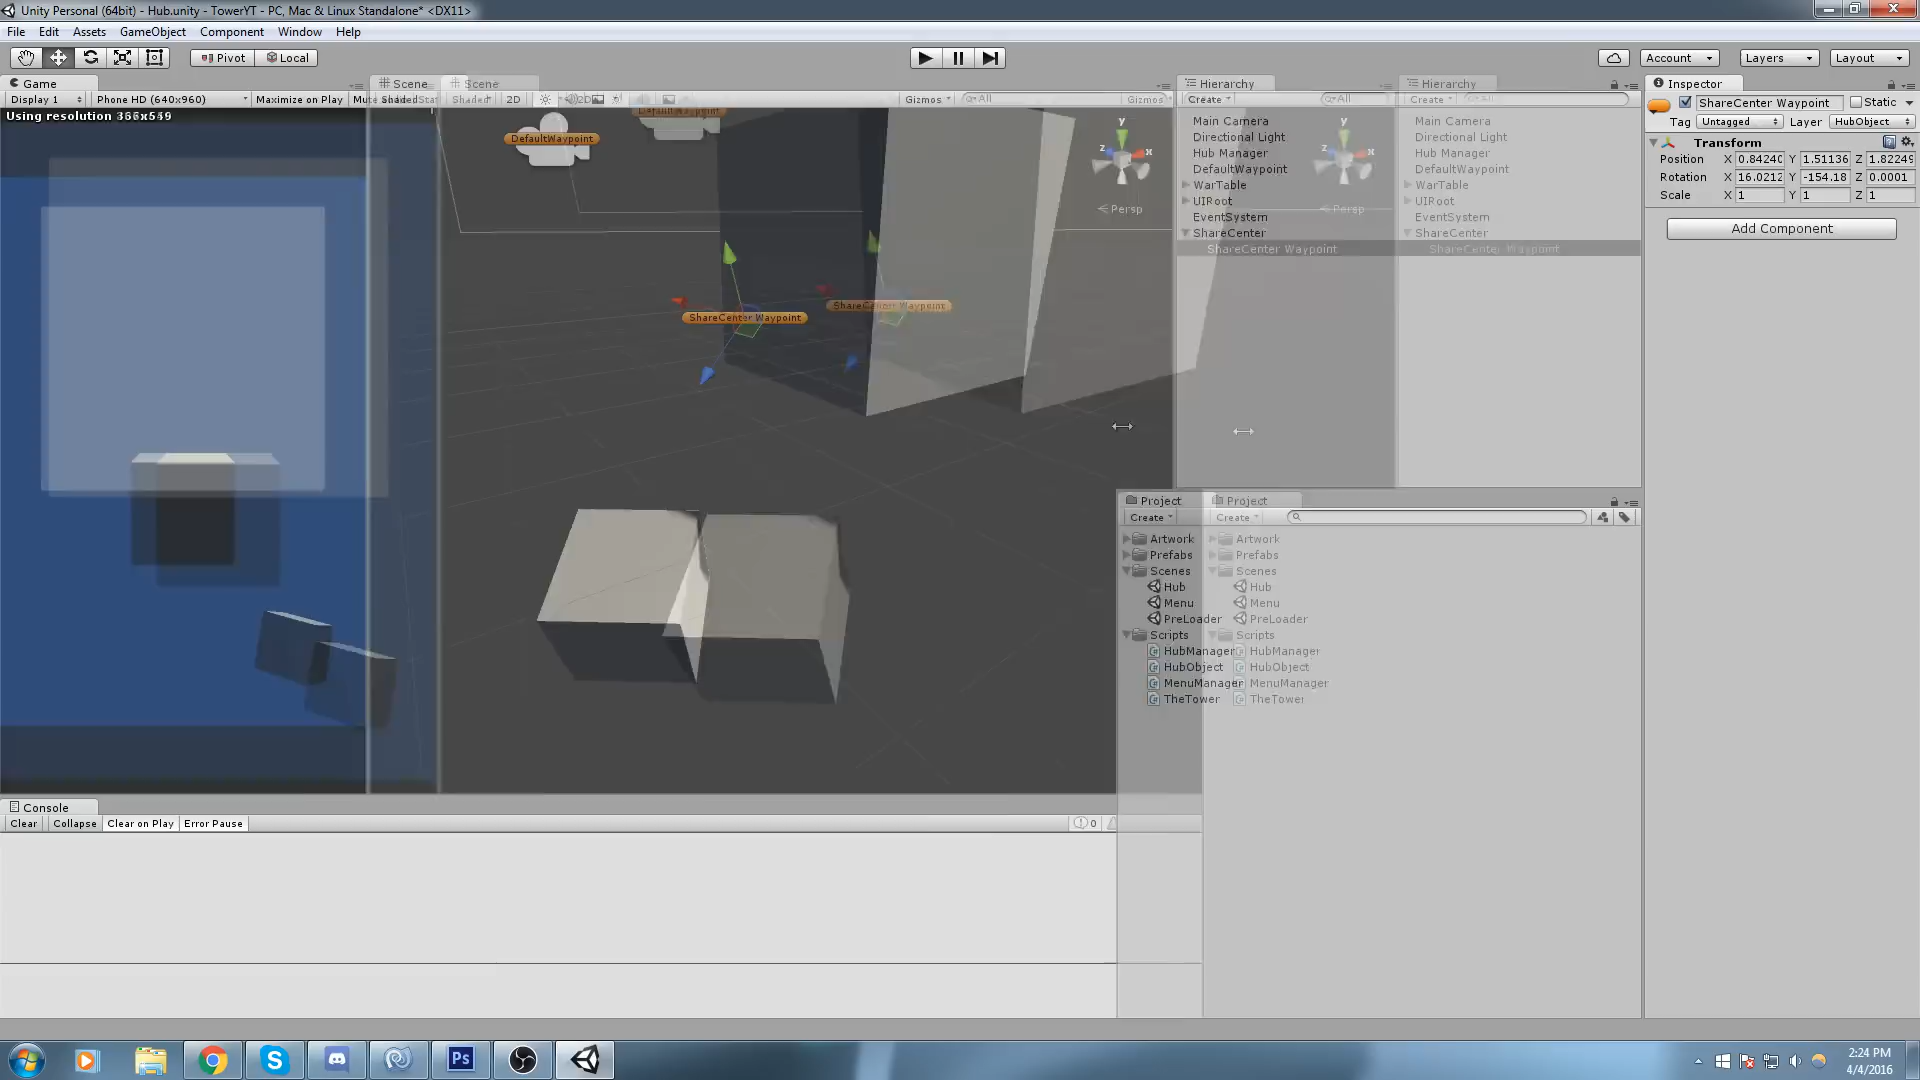 Unity Personal (64bit) - Hub.unity - TowerYT - PC, Mac & Linux Standalone* <DX11>
File Edit Assets GameObject Component Window Help
Pivot Local
Account Layers Layout
Game
Scene
Scene
Hierarchy
Hierarchy
Inspector
Display 1 Phone HD (640x960) Maximize on Play
Shaded 2D
Gizmos All
Gizmos
Create All
Create All
Using resolution 366x549
ShareCenter Waypoint Static
Tag Untagged Layer HubObject
Transform
Position X 0.84240 Y 1.51136 Z 1.82249
Rotation X 16.0212 Y -154.18 Z 0.0001
Scale X 1 Y 1 Z 1
Add Component
DefaultWaypoint
DefaultWaypoint
y
z
x
Persp
y
z
x
Persp
ShareCenter Waypoint
ShareCenter Waypoint
Main Camera
Directional Light
Hub Manager
DefaultWaypoint
WarTable
UIRoot
EventSystem
ShareCenter
ShareCenter Waypoint
Main Camera
Directional Light
Hub Manager
DefaultWaypoint
WarTable
UIRoot
EventSystem
ShareCenter
ShareCenter Waypoint
Project
Project
Create
Create
Artwork
Prefabs
Scenes
Hub
Menu
PreLoader
Scripts
HubManager
HubObject
MenuManager
TheTower
Artwork
Prefabs
Scenes
Hub
Menu
PreLoader
Scripts
HubManager
HubObject
MenuManager
TheTower
Console
Clear Collapse Clear on Play Error Pause
0
Ps
2:24 PM
4/4/2016